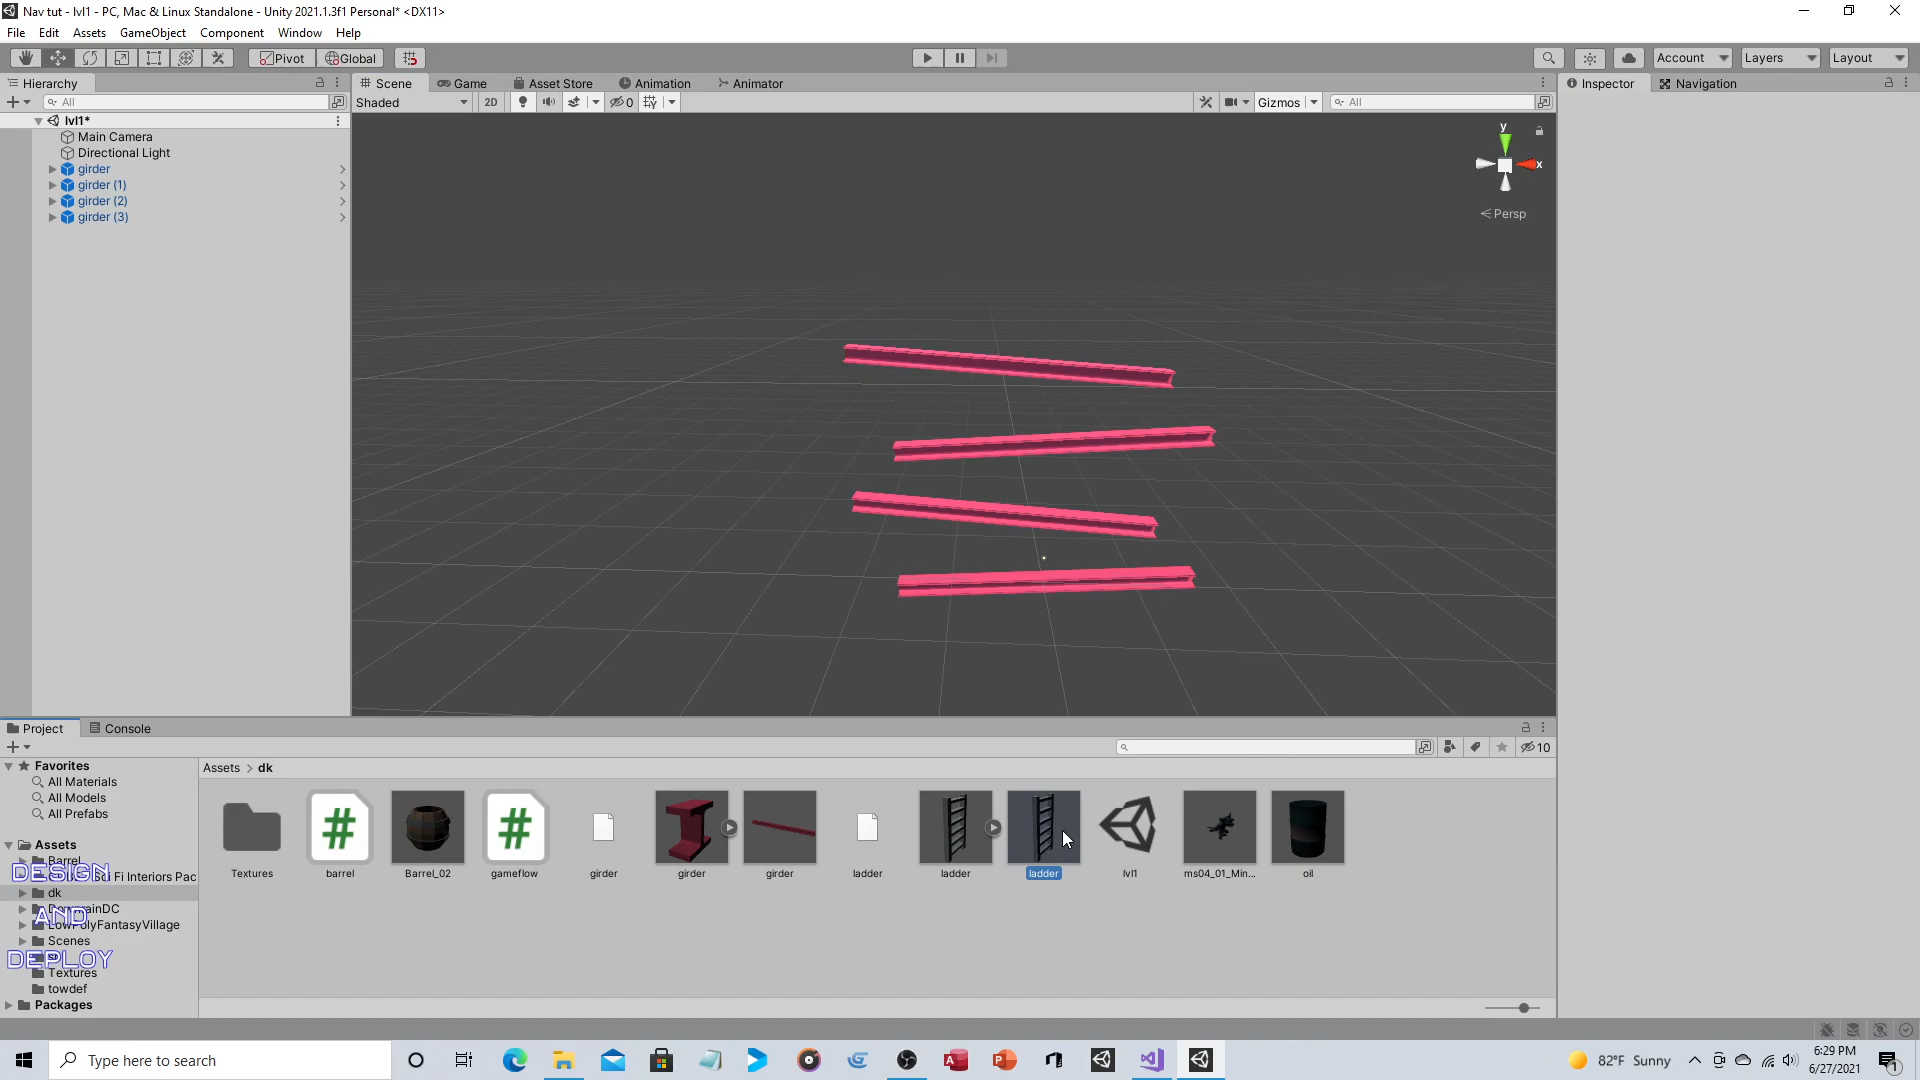 Nav tut - lvl1 - PC, Mac & Linux Standalone - Unity 2021.1.3f1 Personal* <DX11>
File Edit Assets GameObject Component Window Help
Pivot Global Account Layers Layout
Hierarchy Scene Game Asset Store Animation Animator Inspector Navigation
All Shaded 2D 0 Gizmos All
lvl1*
Main Camera
Directional Light
girder
girder (1)
girder (2)
girder (3)
y
x
Persp
Project Console
10
Favorites
All Materials
All Models
All Prefabs
Assets
Barrel
Sci Fi Interiors Pac
dk
LowPolyFantasyVillage
Scenes
Textures
towdef
Packages
DESIGN
AND
DEPLOY
Assets > dk
Textures barrel Barrel_02 gameflow girder girder girder ladder ladder ladder lvl1 ms04_01_Min... oil
Type here to search
82°F Sunny
6:29 PM
6/27/2021
1